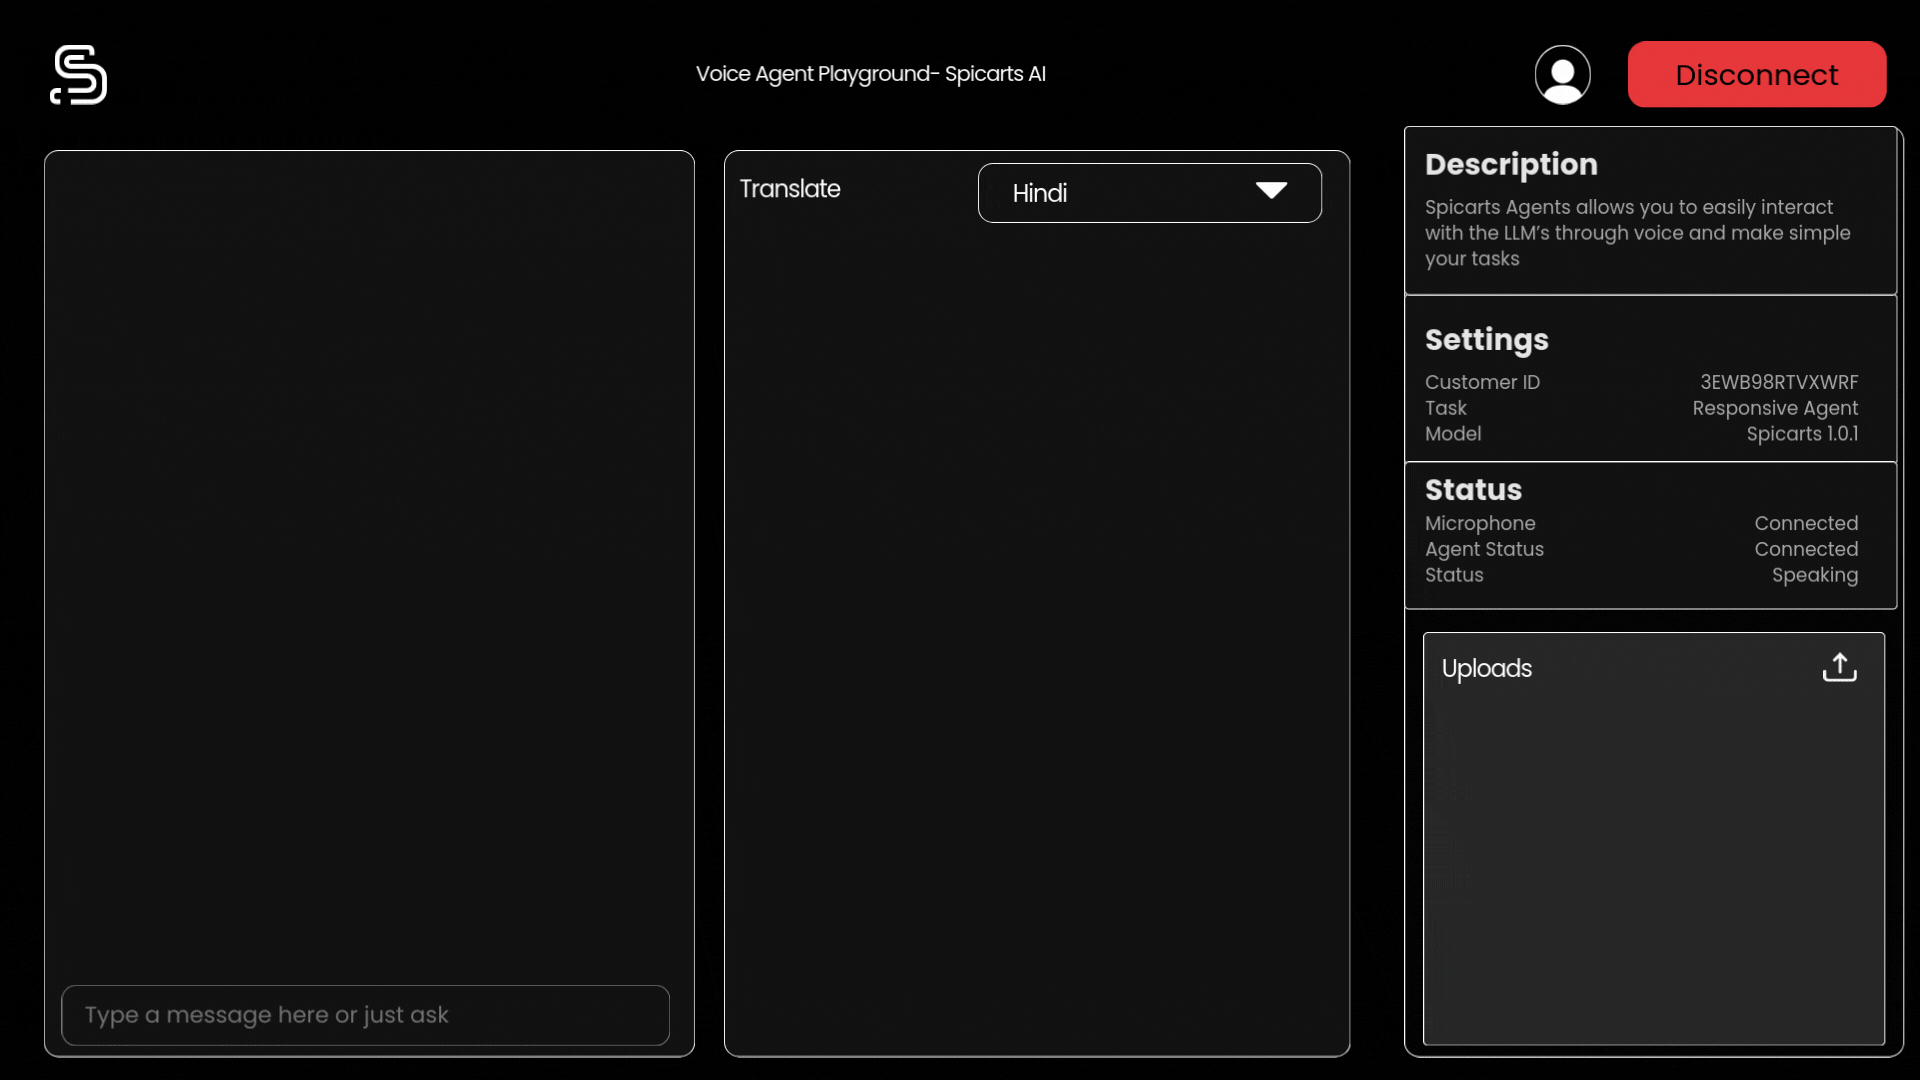 Voice Agent Playground- Spicarts AI
Disconnect
Type a message here or just ask
Translate
Hindi
Description
Spicarts Agents allows you to easily interact
with the LLM's through voice and make simple
your tasks
Settings
Customer ID 3EWB98RTVXWRF
Task Responsive Agent
Model Spicarts 1.0.1
Status
Microphone Connected
Agent Status Connected
Status Speaking
Uploads